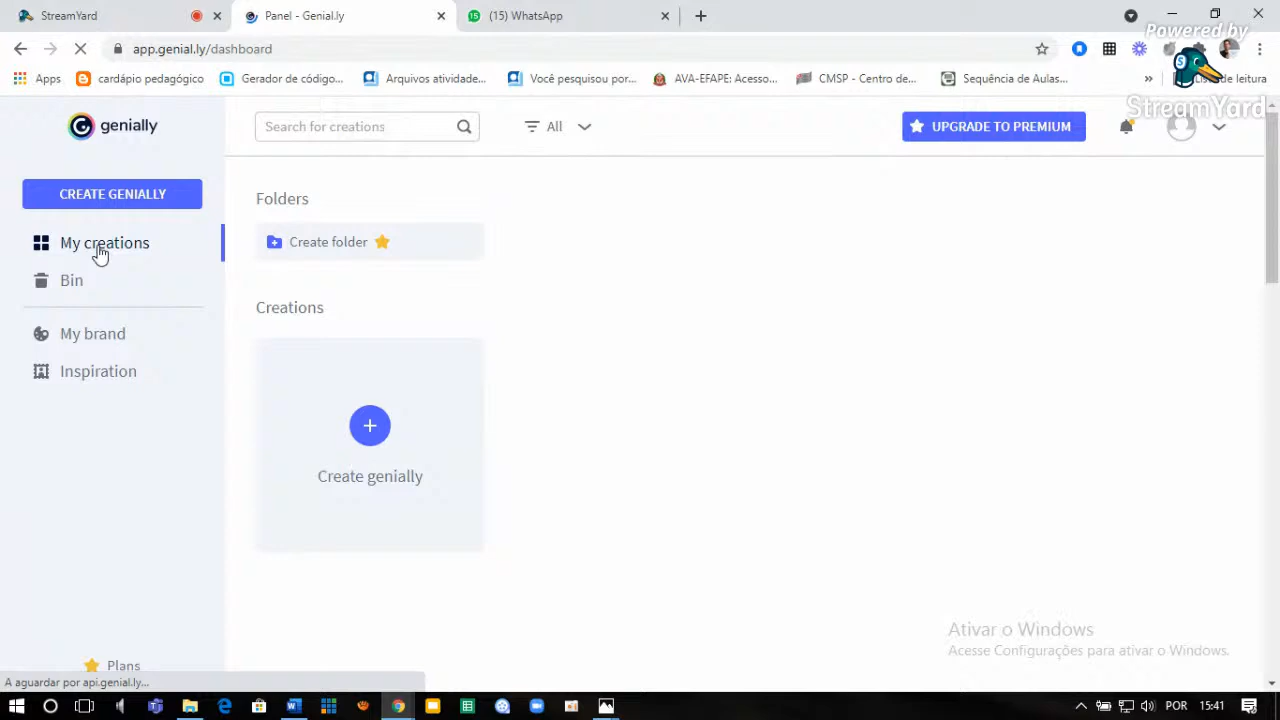 StreamYard
Panel - Genial.ly
(15) WhatsApp
Powered by
StreamYard
app.genial.ly/dashboard
Apps
cardápio pedagógico
Gerador de código...
Arquivos atividade...
Você pesquisou por...
AVA-EFAPE: Acesso...
CMSP - Centro de...
Sequência de Aulas...
»
Lista de leitura
genially
Search for creations
All
UPGRADE TO PREMIUM
CREATE GENIALLY
My creations
Bin
My brand
Inspiration
Folders
Create folder
Creations
Create genially
Ativar o Windows
Acesse Configurações para ativar o Windows.
Plans
A aguardar por api.genial.ly...
POR
15:41